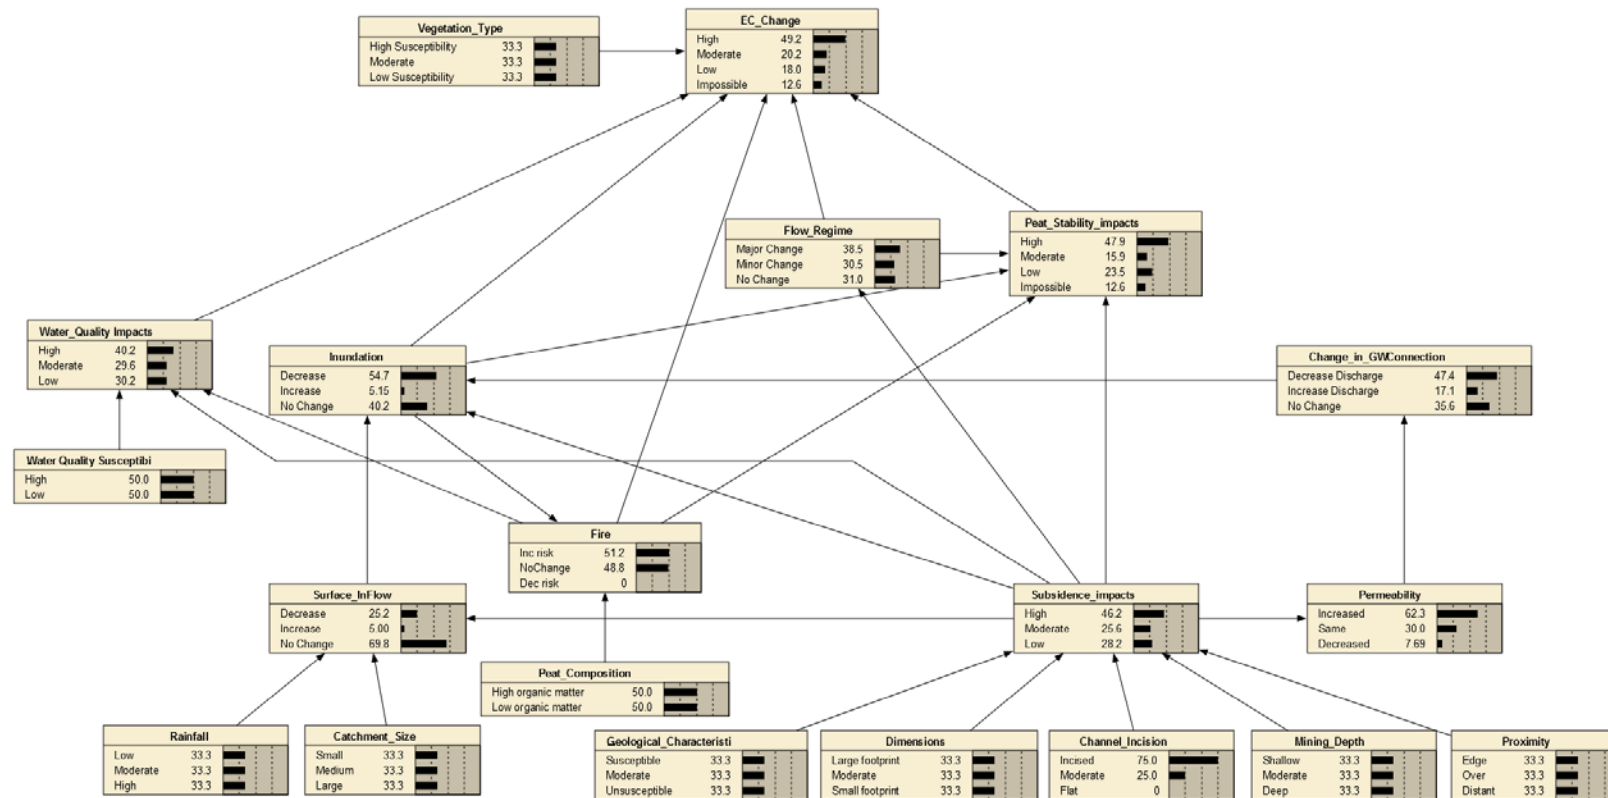 Vegetation_Type
High Susceptibility 33.3
Moderate 33.3
Low Susceptibility 33.3
EC_Change
High 49.2
Moderate 20.2
Low 18.0
Impossible 12.6
Flow_Regime
Major Change 38.5
Minor Change 30.5
No Change 31.0
Peat_Stability_impacts
High 47.9
Moderate 15.9
Low 23.5
Impossible 12.6
Water_Quality Impacts
High 40.2
Moderate 29.6
Low 30.2
Inundation
Decrease 54.7
Increase 5.15
No Change 40.2
Change_in_GWConnection
Decrease Discharge 47.4
Increase Discharge 17.1
No Change 35.6
Water Quality Susceptibi
High 50.0
Low 50.0
Fire
Inc risk 51.2
NoChange 48.8
Dec risk 0
Surface_InFlow
Decrease 25.2
Increase 5.00
No Change 69.8
Subsidence_impacts
High 46.2
Moderate 25.6
Low 28.2
Permeability
Increased 62.3
Same 30.0
Decreased 7.69
Peat_Composition
High organic matter 50.0
Low organic matter 50.0
Rainfall
Low 33.3
Moderate 33.3
High 33.3
Catchment_Size
Small 33.3
Medium 33.3
Large 33.3
Geological_Characteristi
Susceptible 33.3
Moderate 33.3
Unsusceptible 33.3
Dimensions
Large footprint 33.3
Moderate 33.3
Small footprint 33.3
Channel_Incision
Incised 75.0
Moderate 25.0
Flat 0
Mining_Depth
Shallow 33.3
Moderate 33.3
Deep 33.3
Proximity
Edge 33.3
Over 33.3
Distant 33.3